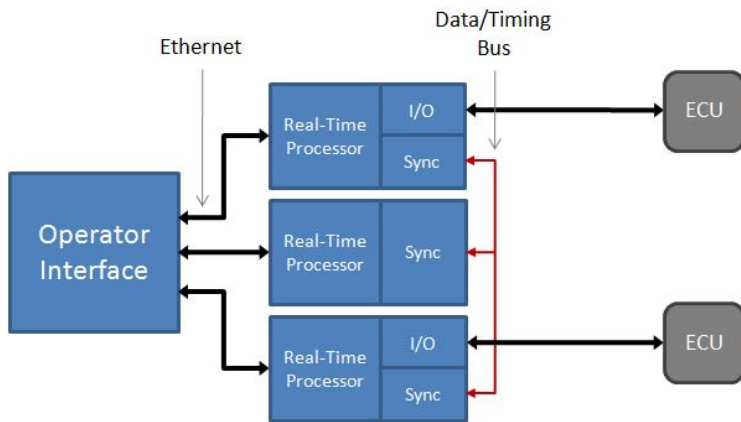 Ethernet
Data/Timing
Bus
Real-Time
Processor
I/O
Sync
ECU
Operator
Interface
Real-Time
Processor
Sync
Real-Time
Processor
I/O
Sync
ECU